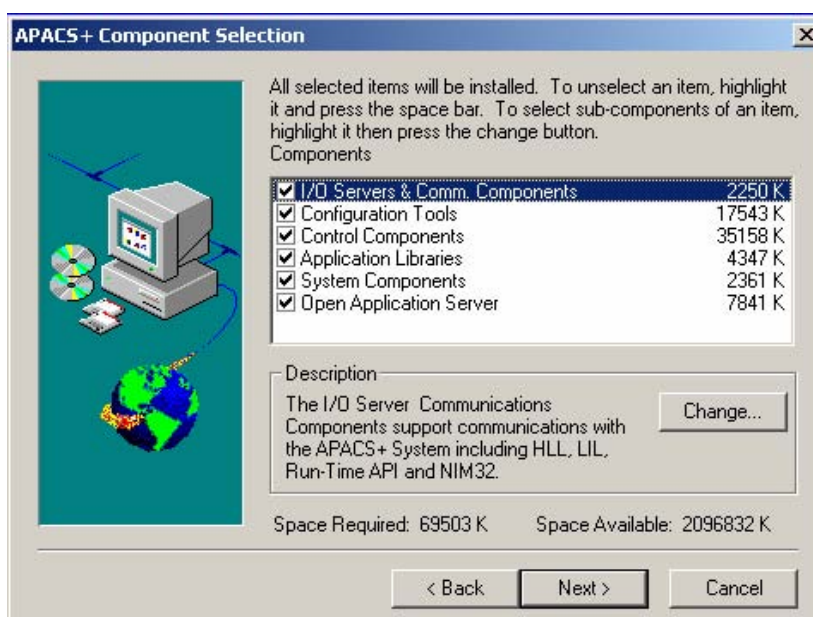 APACS+ Component Selection
All selected items will be installed. To unselect an item, highlight
it and press the space bar. To select sub-components of an item,
highlight it then press the change button.
Components
I/O Servers & Comm. Components 2250 K
Configuration Tools 17543 K
Control Components 35158 K
Application Libraries 4347 K
System Components 2361 K
Open Application Server 7841 K
Description
The I/O Server Communications
Components support communications with
the APACS+ System including HLL, LIL,
Run-Time API and NIM32.
Change...
Space Required: 69503 K Space Available: 2096832 K
< Back Next > Cancel